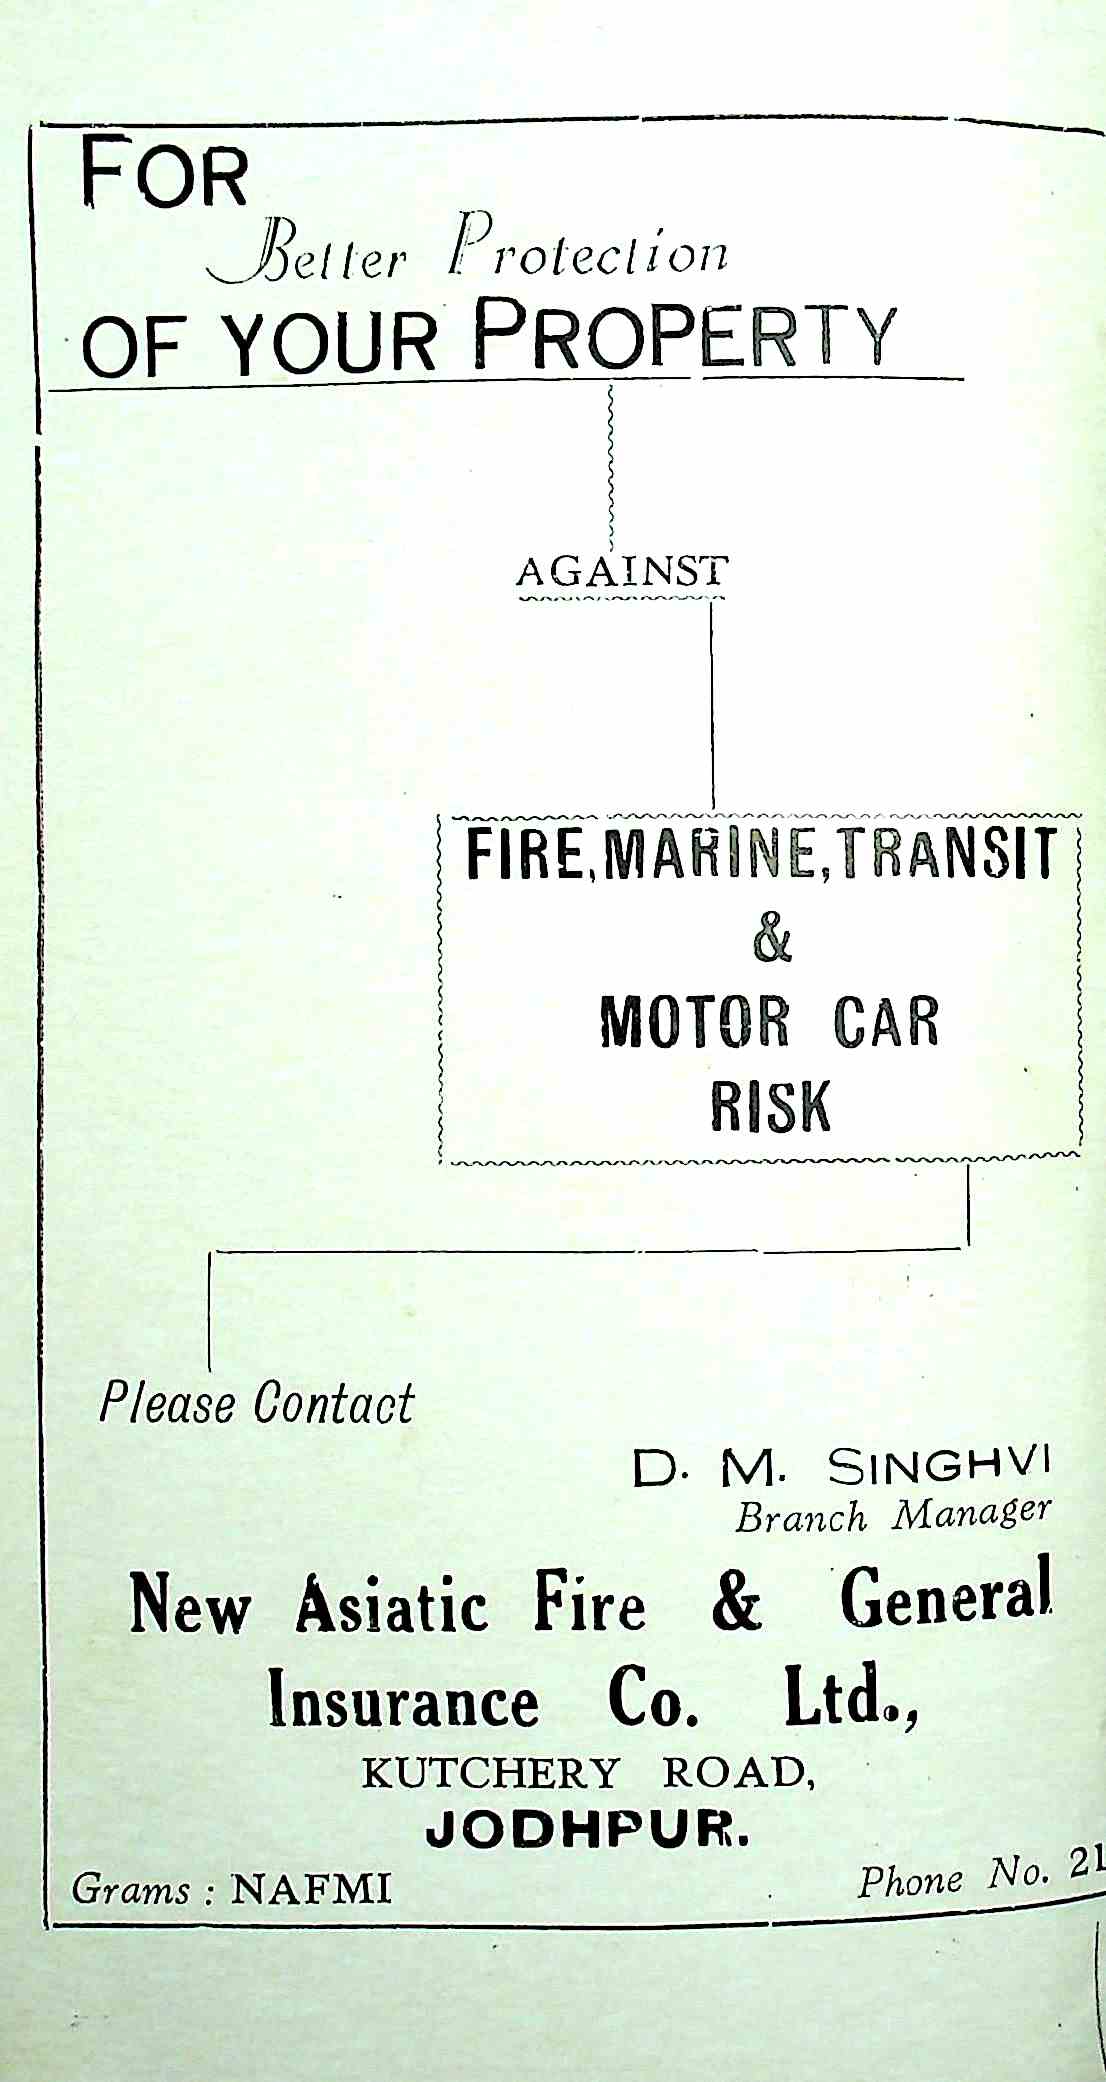 FOR
Better Protection
OF YOUR PROPERTY
AGAINST
FIRE, MARINE, TRANSIT
&
MOTOR CAR
RISK
Please Contact
D. M. SINGHVI
Branch Manager
New Asiatic Fire & General
Insurance Co. Ltd.,
KUTCHERY ROAD,
JODHPUR.
Grams : NAFMI
Phone No. 21